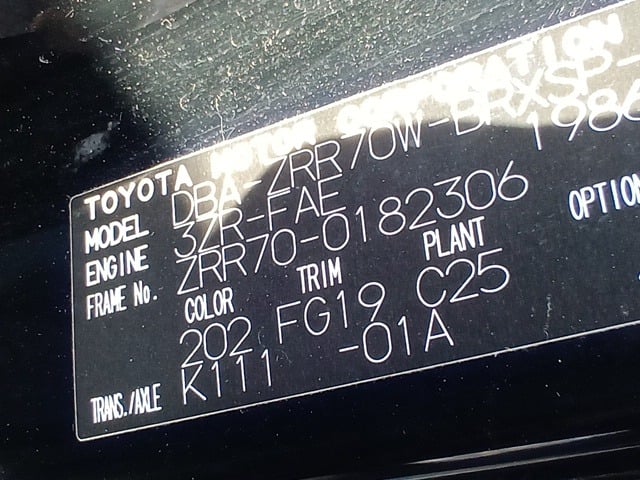 TOYOTA MOTOR CORPORATION
MODEL DBA-ZRR70W-BRXSP-
ENGINE 3ZR-FAE 1986
FRAME No. ZRR70-0182306
COLOR TRIM PLANT OPTION
202 FG19 C25
TRANS./AXLE K111 -01A